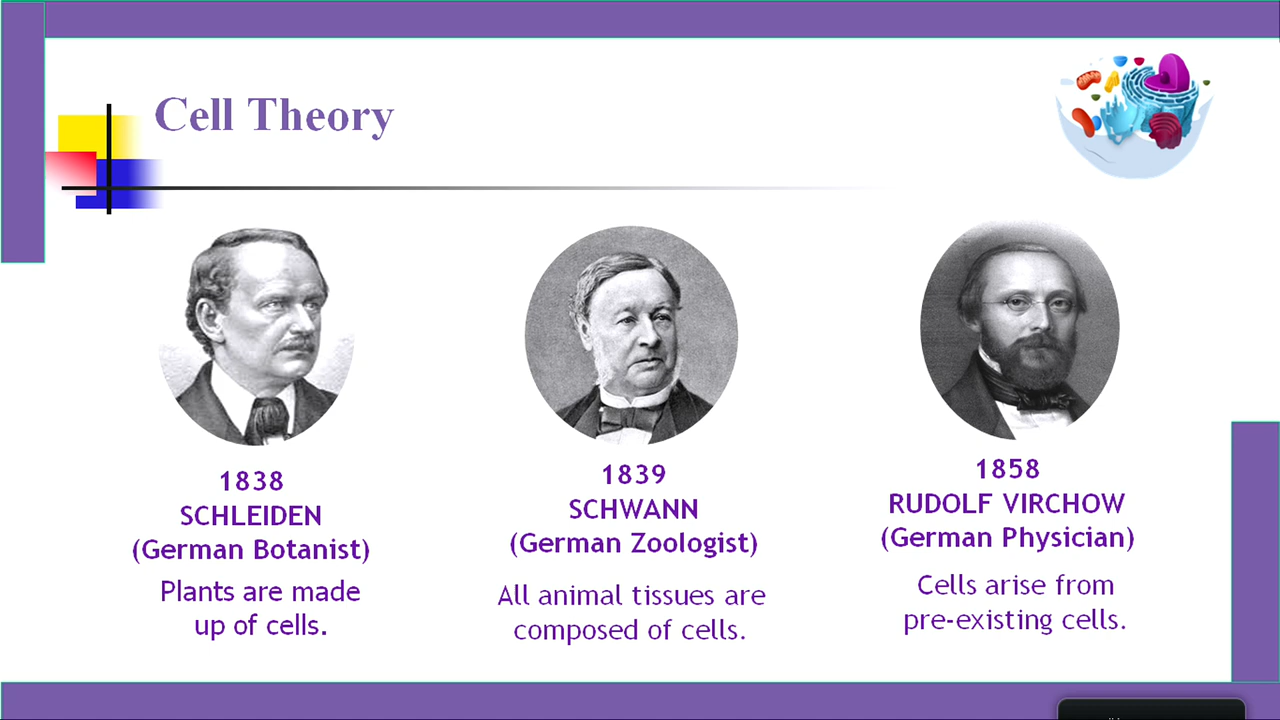 Cell Theory
1838
SCHLEIDEN
(German Botanist)
Plants are made
up of cells.
1839
SCHWANN
(German Zoologist)
All animal tissues are
composed of cells.
1858
RUDOLF VIRCHOW
(German Physician)
Cells arise from
pre-existing cells.